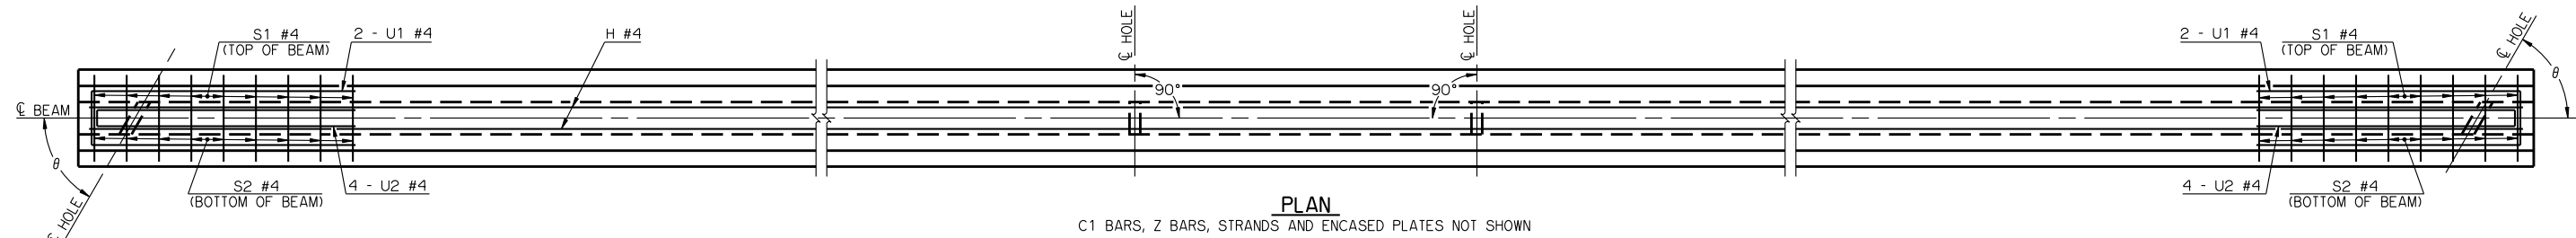 S1 #4
(TOP OF BEAM)
2 - U1 #4
H #4
℄ HOLE
℄ HOLE
2 - U1 #4
S1 #4
(TOP OF BEAM)
℄ HOLE
θ
℄ BEAM
90°
90°
θ
S2 #4
(BOTTOM OF BEAM)
4 - U2 #4
4 - U2 #4
S2 #4
(BOTTOM OF BEAM)
℄ HOLE
PLAN
C1 BARS, Z BARS, STRANDS AND ENCASED PLATES NOT SHOWN